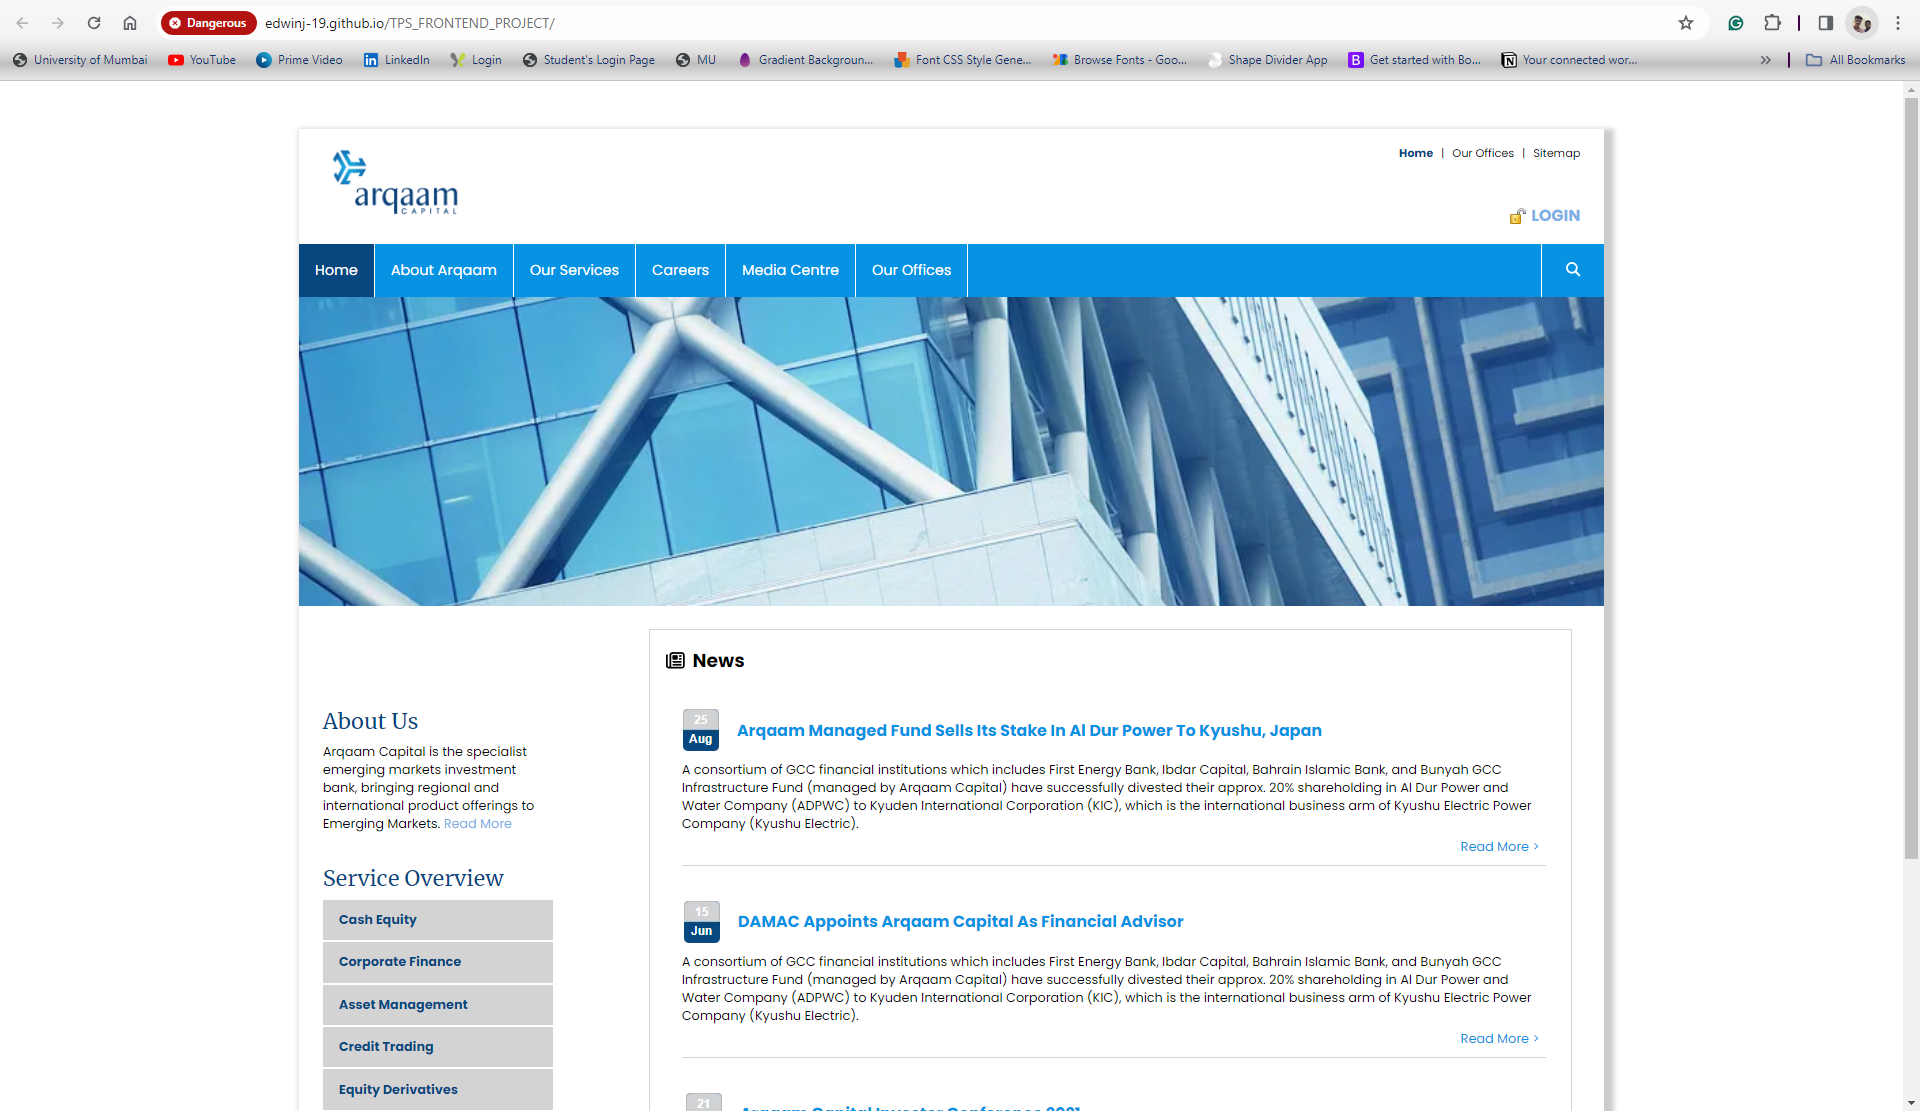 Dangerous edwinj-19.github.io/TPS_FRONTEND_PROJECT/
University of Mumbai YouTube Prime Video LinkedIn Login Student's Login Page MU Gradient Backgroun... Font CSS Style Gene... Browse Fonts - Goo... Shape Divider App Get started with Bo... Your connected wor... » All Bookmarks
arqaam
CAPITAL
Home | Our Offices | Sitemap
LOGIN
Home About Arqaam Our Services Careers Media Centre Our Offices
About Us
Arqaam Capital is the specialist
emerging markets investment
bank, bringing regional and
international product offerings to
Emerging Markets. Read More
Service Overview
Cash Equity
Corporate Finance
Asset Management
Credit Trading
Equity Derivatives
News
25
Aug
Arqaam Managed Fund Sells Its Stake In Al Dur Power To Kyushu, Japan
A consortium of GCC financial institutions which includes First Energy Bank, Ibdar Capital, Bahrain Islamic Bank, and Bunyah GCC
Infrastructure Fund (managed by Arqaam Capital) have successfully divested their approx. 20% shareholding in Al Dur Power and
Water Company (ADPWC) to Kyuden International Corporation (KIC), which is the international business arm of Kyushu Electric Power
Company (Kyushu Electric).
Read More >
15
Jun
DAMAC Appoints Arqaam Capital As Financial Advisor
A consortium of GCC financial institutions which includes First Energy Bank, Ibdar Capital, Bahrain Islamic Bank, and Bunyah GCC
Infrastructure Fund (managed by Arqaam Capital) have successfully divested their approx. 20% shareholding in Al Dur Power and
Water Company (ADPWC) to Kyuden International Corporation (KIC), which is the international business arm of Kyushu Electric Power
Company (Kyushu Electric).
Read More >
21
Arqaam Capital Investor Conference 2021